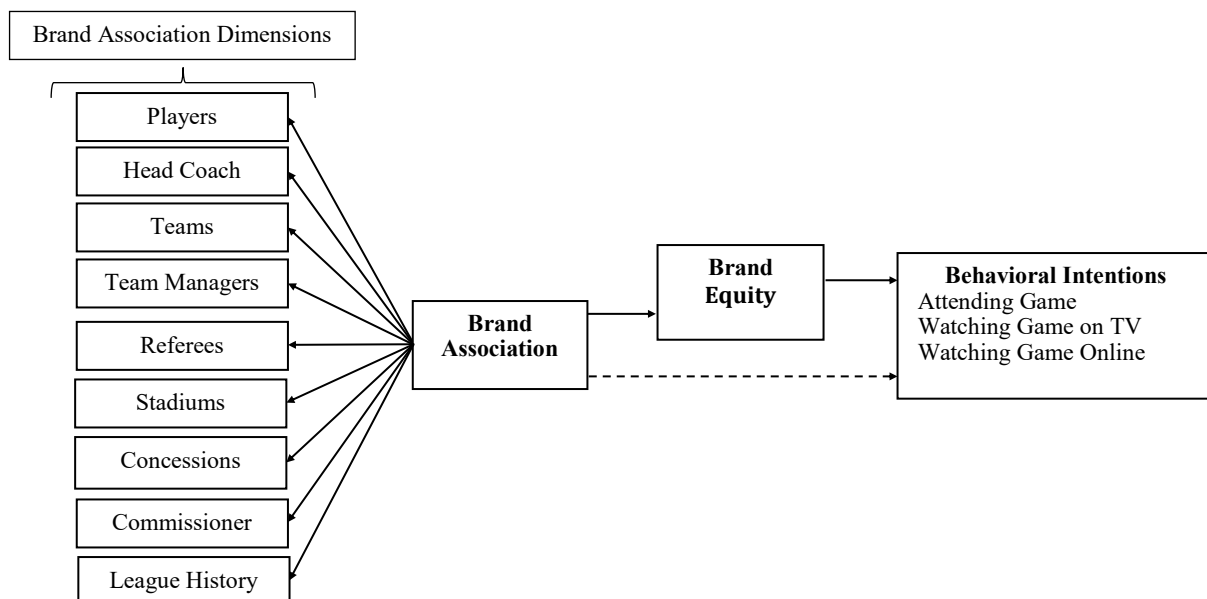 Brand Association Dimensions
Players
Head Coach
Teams
Team Managers
Referees
Stadiums
Concessions
Commissioner
League History
Brand
Association
Brand
Equity
Behavioral Intentions
Attending Game
Watching Game on TV
Watching Game Online